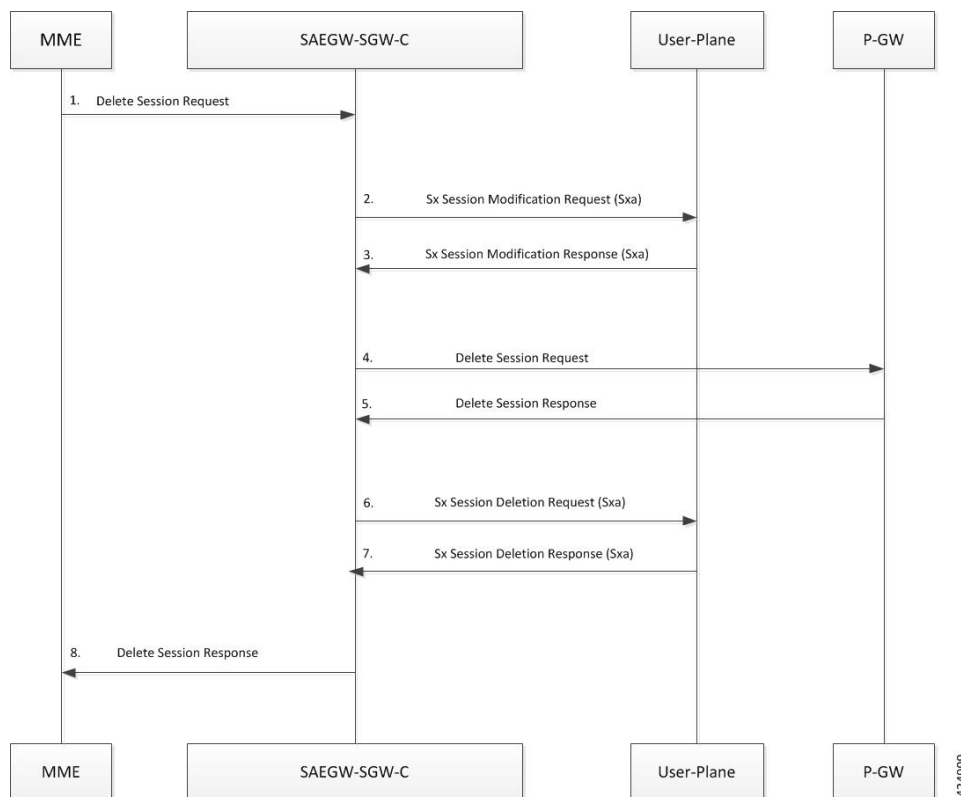 MME SAEGW-SGW-C User-Plane P-GW
1. Delete Session Request
2. Sx Session Modification Request (Sxa)
3. Sx Session Modification Response (Sxa)
4. Delete Session Request
5. Delete Session Response
6. Sx Session Deletion Request (Sxa)
7. Sx Session Deletion Response (Sxa)
8. Delete Session Response
MME SAEGW-SGW-C User-Plane P-GW